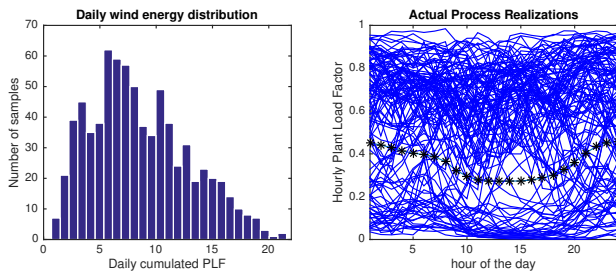 Daily wind energy distribution
70
60
50
40
30
20
10
0
0 5 10 15 20
Number of samples
Daily cumulated PLF
Actual Process Realizations
1
0.8
0.6
0.4
0.2
0
5 10 15 20
Hourly Plant Load Factor
hour of the day